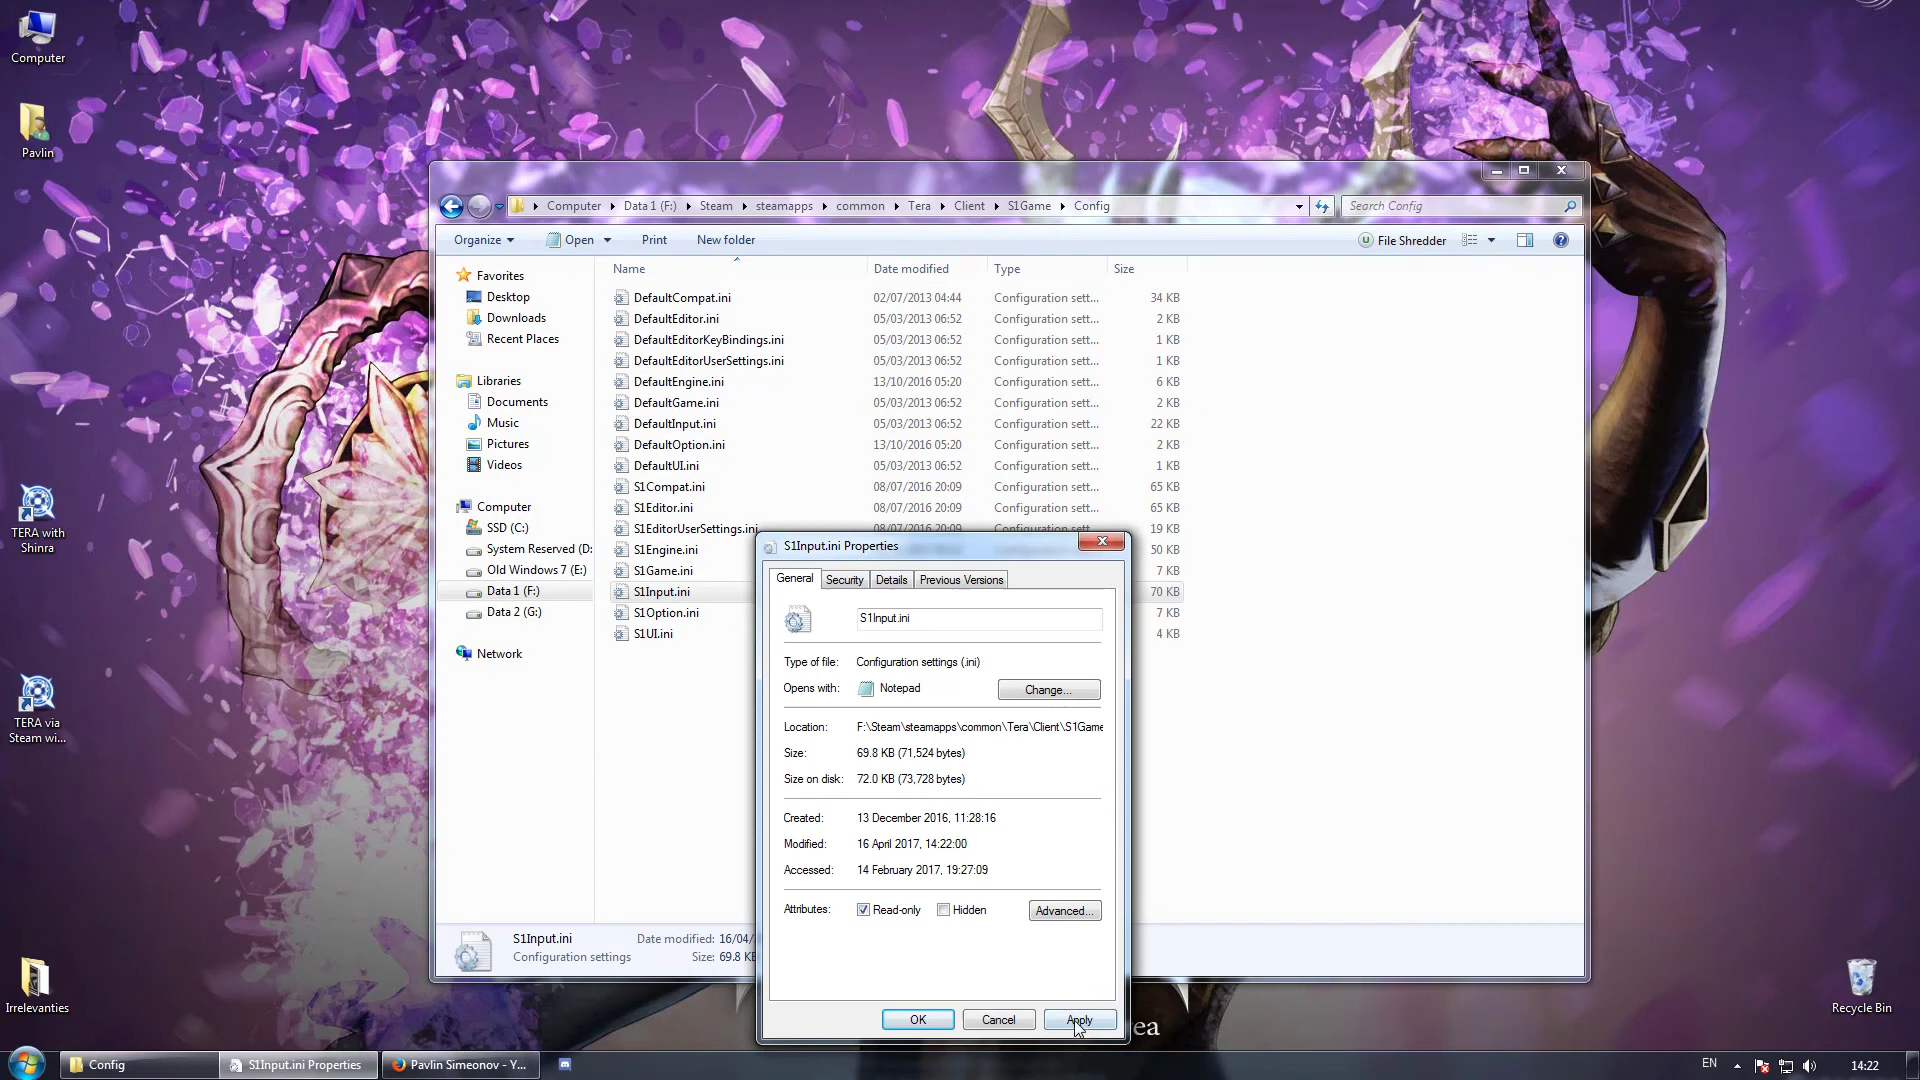 Computer
Pavlin
TERA with
Shinra
TERA via
Steam wi...
Irrelevanties
Recycle Bin
Computer
Data 1 (F:)
Steam
steamapps
common
Tera
Client
S1Game
Config
Search Config
Organize
Open
Print
New folder
File Shredder
Name
Date modified
Type
Size
Favorites
Desktop
Downloads
Recent Places
Libraries
Documents
Music
Pictures
Videos
Computer
SSD (C:)
System Reserved (D:
Old Windows 7 (E:)
Data 1 (F:)
Data 2 (G:)
Network
DefaultCompat.ini 02/07/2013 04:44 Configuration sett... 34 KB
DefaultEditor.ini 05/03/2013 06:52 Configuration sett... 2 KB
DefaultEditorKeyBindings.ini 05/03/2013 06:52 Configuration sett... 1 KB
DefaultEditorUserSettings.ini 05/03/2013 06:52 Configuration sett... 1 KB
DefaultEngine.ini 13/10/2016 05:20 Configuration sett... 6 KB
DefaultGame.ini 05/03/2013 06:52 Configuration sett... 2 KB
DefaultInput.ini 05/03/2013 06:52 Configuration sett... 22 KB
DefaultOption.ini 13/10/2016 05:20 Configuration sett... 2 KB
DefaultUI.ini 05/03/2013 06:52 Configuration sett... 1 KB
S1Compat.ini 08/07/2016 20:09 Configuration sett... 65 KB
S1Editor.ini 08/07/2016 20:09 Configuration sett... 65 KB
S1EditorUserSettings.ini 08/07/2016 20:09 Configuration sett... 19 KB
S1Engine.ini 50 KB
S1Game.ini 7 KB
S1Input.ini 70 KB
S1Option.ini 7 KB
S1UI.ini 4 KB
S1Input.ini Date modified: 16/04/
Configuration settings Size: 69.8 KB
S1Input.ini Properties
General Security Details Previous Versions
S1Input.ini
Type of file: Configuration settings (.ini)
Opens with: Notepad Change...
Location: F:\Steam\steamapps\common\Tera\Client\S1Game
Size: 69.8 KB (71,524 bytes)
Size on disk: 72.0 KB (73,728 bytes)
Created: 13 December 2016, 11:28:16
Modified: 16 April 2017, 14:22:00
Accessed: 14 February 2017, 19:27:09
Attributes: Read-only Hidden Advanced...
OK Cancel Apply
ea
Config
S1Input.ini Properties
Pavlin Simeonov - Y...
EN
14:22